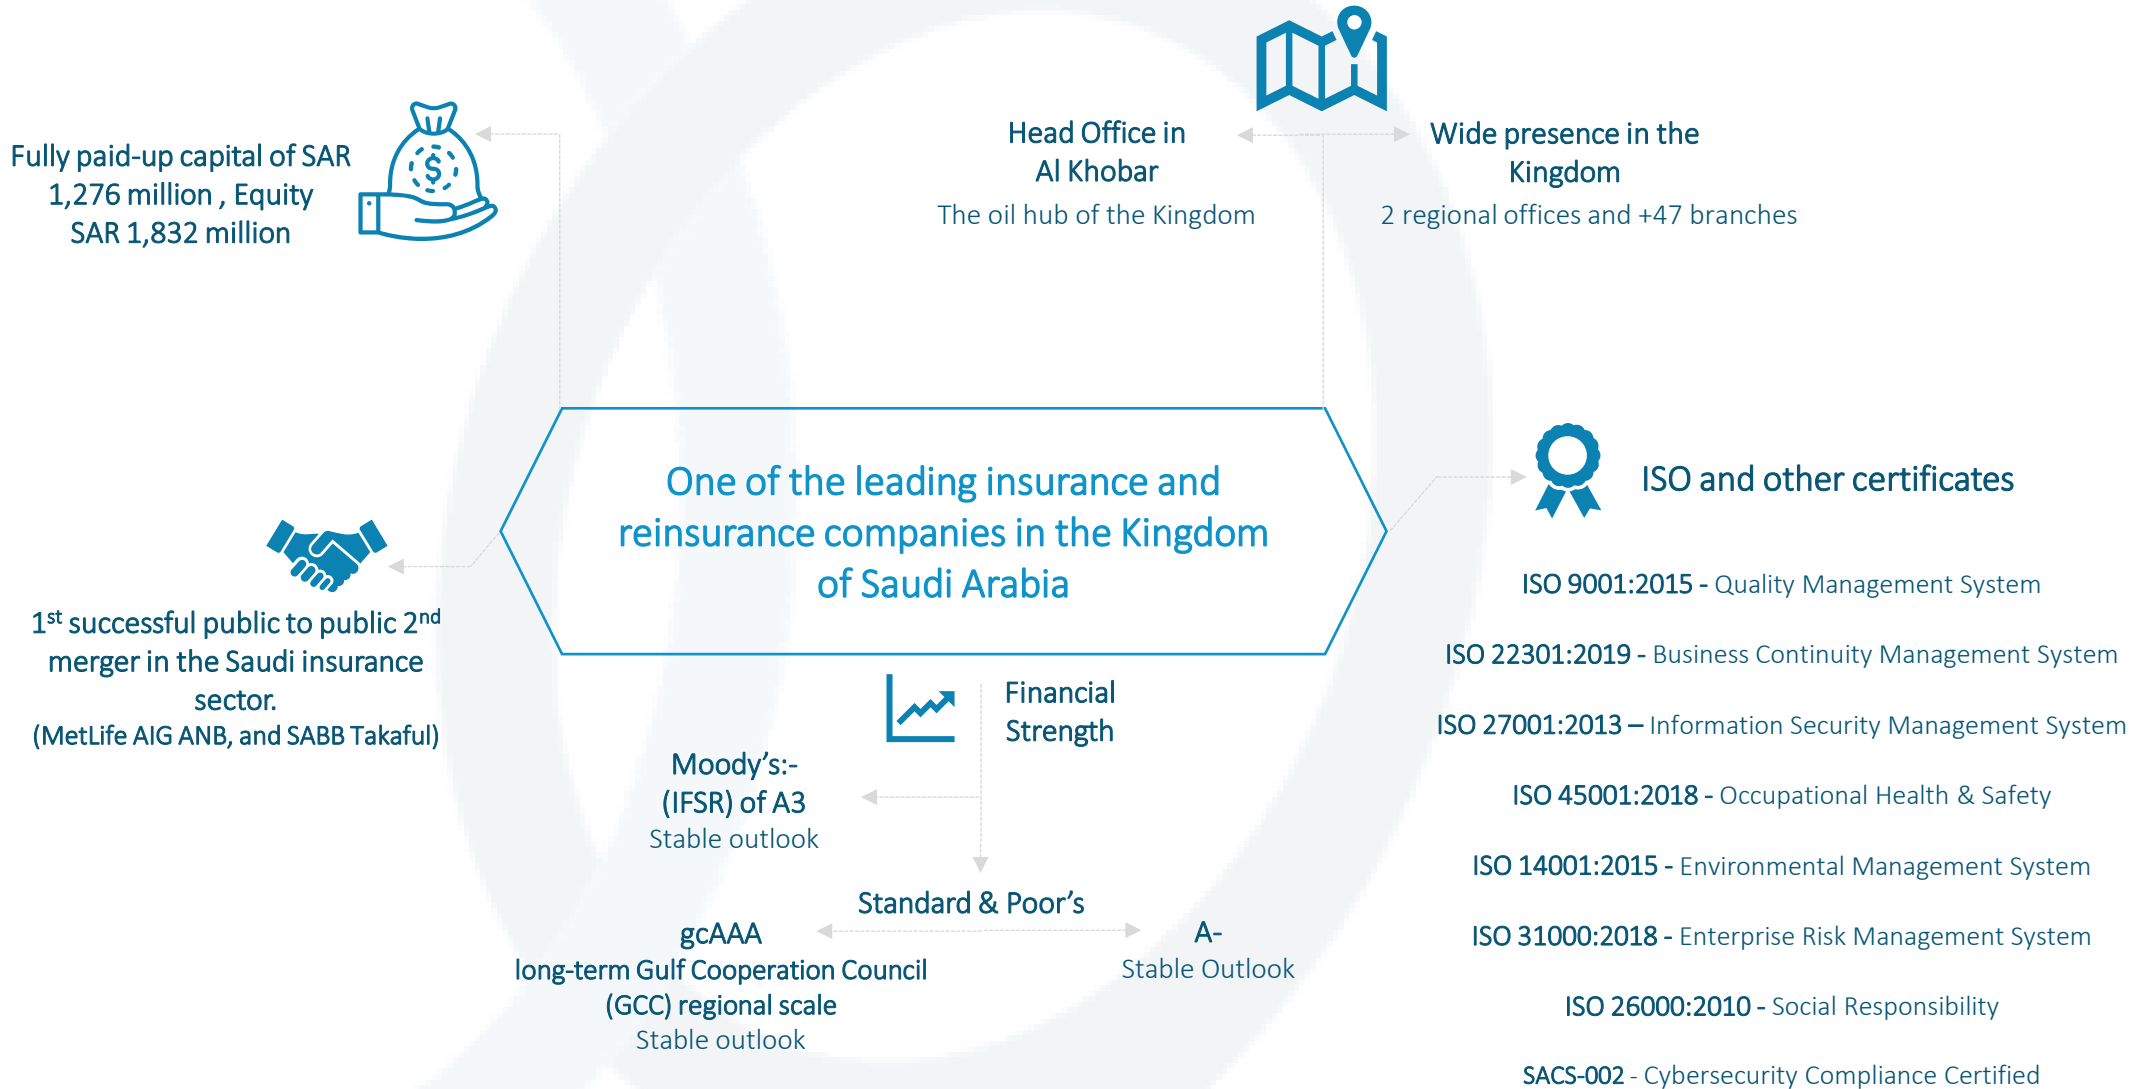 Fully paid-up capital of SAR
1,276 million , Equity
SAR 1,832 million
Head Office in
Al Khobar
The oil hub of the Kingdom
Wide presence in the
Kingdom
2 regional offices and +47 branches
One of the leading insurance and
reinsurance companies in the Kingdom
of Saudi Arabia
1st successful public to public 2nd
merger in the Saudi insurance
sector.
(MetLife AIG ANB, and SABB Takaful)
Financial
Strength
Moody’s:-
(IFSR) of A3
Stable outlook
Standard & Poor’s
gcAAA
long-term Gulf Cooperation Council
(GCC) regional scale
Stable outlook
A-
Stable Outlook
ISO and other certificates
ISO 9001:2015 - Quality Management System
ISO 22301:2019 - Business Continuity Management System
ISO 27001:2013 – Information Security Management System
ISO 45001:2018 - Occupational Health & Safety
ISO 14001:2015 - Environmental Management System
ISO 31000:2018 - Enterprise Risk Management System
ISO 26000:2010 - Social Responsibility
SACS-002 - Cybersecurity Compliance Certified